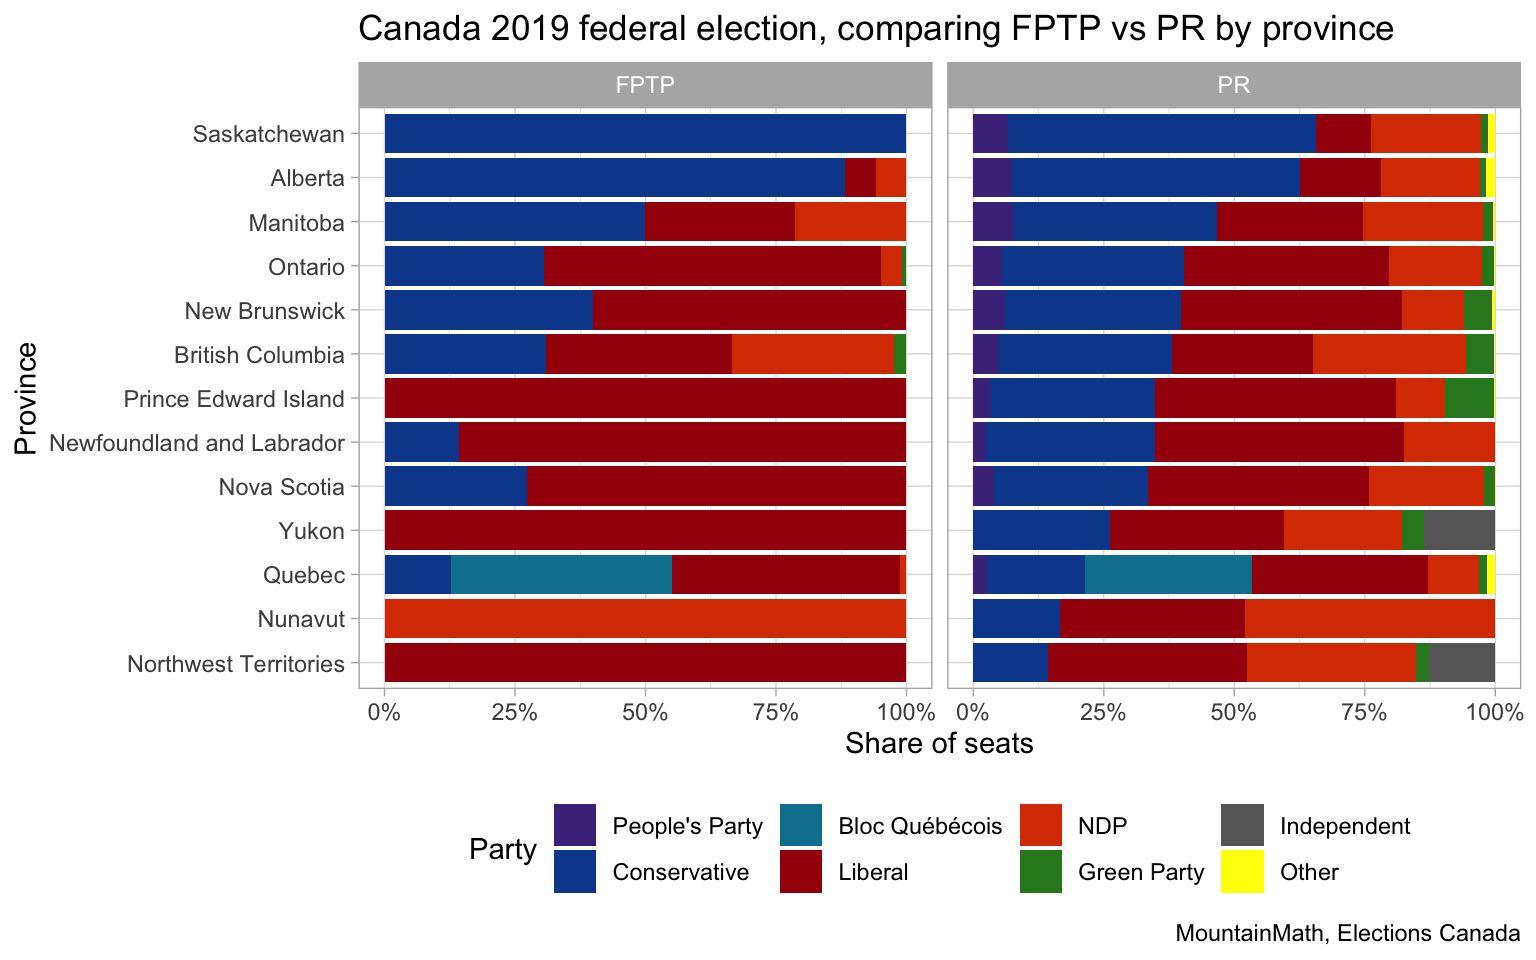 Canada 2019 federal election, comparing FPTP vs PR by province
FPTP
PR
Province
Saskatchewan
Alberta
Manitoba
Ontario
New Brunswick
British Columbia
Prince Edward Island
Newfoundland and Labrador
Nova Scotia
Yukon
Quebec
Nunavut
Northwest Territories
0% 25% 50% 75% 100% 0% 25% 50% 75% 100%
Share of seats
Party
People's Party Bloc Québécois NDP Independent
Conservative Liberal Green Party Other
MountainMath, Elections Canada